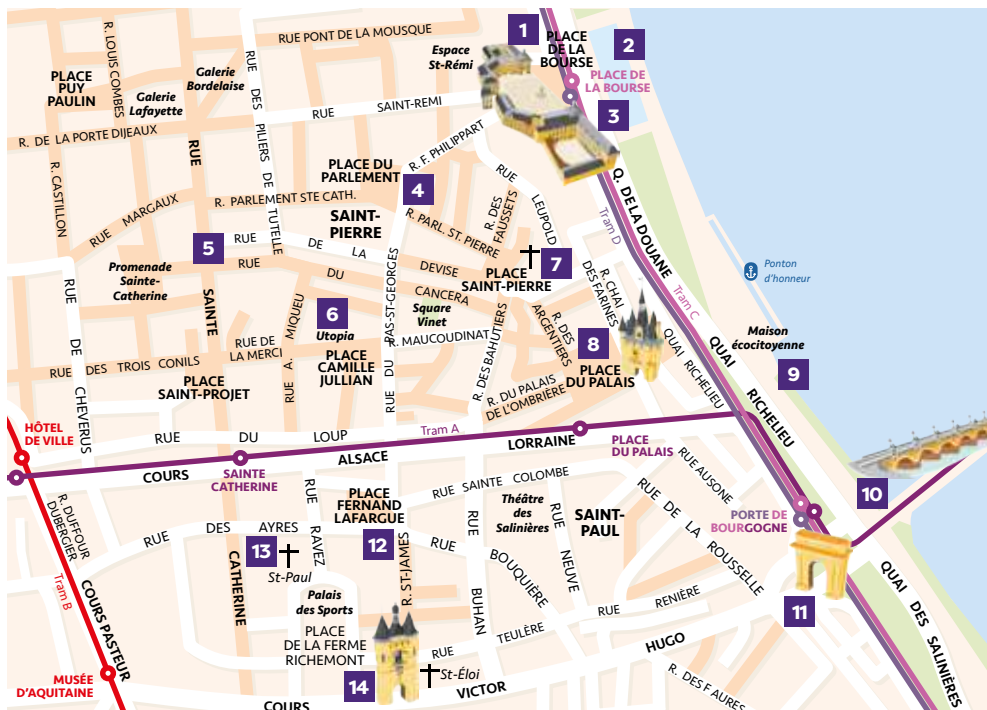 RUE PONT DE LA MOUSQUE
R. LOUIS COMBES
PLACE
PUY
PAULIN
Galerie
Bordelaise
Galerie
Lafayette
RUE DES PILIERS DE TUTELLE
Espace
St-Rémi
1
PLACE
DE LA
BOURSE
2
PLACE DE
LA BOURSE
3
RUE SAINT-REMI
R. DE LA PORTE DIJEAUX
RUE
R. CASTILLON
RUE MARGAUX
R. F. PHILIPPART
PLACE DU
PARLEMENT
4
R. PARLEMENT STE CATH.
SAINT-
PIERRE
R. PARL. ST. PIERRE
R. DES
FAUSSETS
RUE LEUPOLD
Q. DE LA DOUANE
Tram D
Tram C
5
RUE DE LA DEVISE
RUE DU CANCERA
Promenade
Sainte-
Catherine
SAINTE
PLACE
SAINT-PIERRE
7
R. CHAI
DES FARINES
Ponton
d'honneur
6
Utopia
RUE A. MIQUEU
RUE DU PAS-ST-GEORGES
Square
Vinet
R. MAUCOUDINAT
R. DES BAHUTIERS
R. DES
ARGENTIERS
8
PLACE
DU PALAIS
QUAI RICHELIEU
QUAI RICHELIEU
Maison
écocitoyenne
9
RUE DE CHEVERUS
RUE DES TROIS CONILS
RUE DE
LA MERCI
PLACE
CAMILLE
JULLIAN
PLACE
SAINT-PROJET
R. DU PALAIS
DE L'OMBRIÈRE
HÔTEL
DE VILLE
RUE DU LOUP
Tram A
COURS ALSACE LORRAINE
SAINTE
CATHERINE
PLACE
DU PALAIS
RUE AUSONE
10
R. DUFFOUR
DUBERGIER
RUE DES AYRES
RUE RAVEZ
PLACE
FERNAND
LAFARGUE
12
RUE SAINTE COLOMBE
Théâtre
des
Salinières
SAINT-
PAUL
RUE DE LA ROUSSELLE
PORTE DE
BOURGOGNE
13
St-Paul
CATHERINE
R. ST-JAMES
RUE BOUQUIÈRE
RUE BUHAN
RUE NEUVE
Tram B
COURS PASTEUR
Palais
des Sports
PLACE
DE LA FERME
RICHEMONT
RUE TEULÈRE
RUE RENIÈRE
11
QUAI DES SALINIÈRES
MUSÉE
D'AQUITAINE
14
St-Éloi
COURS VICTOR HUGO
R. DES FAURES